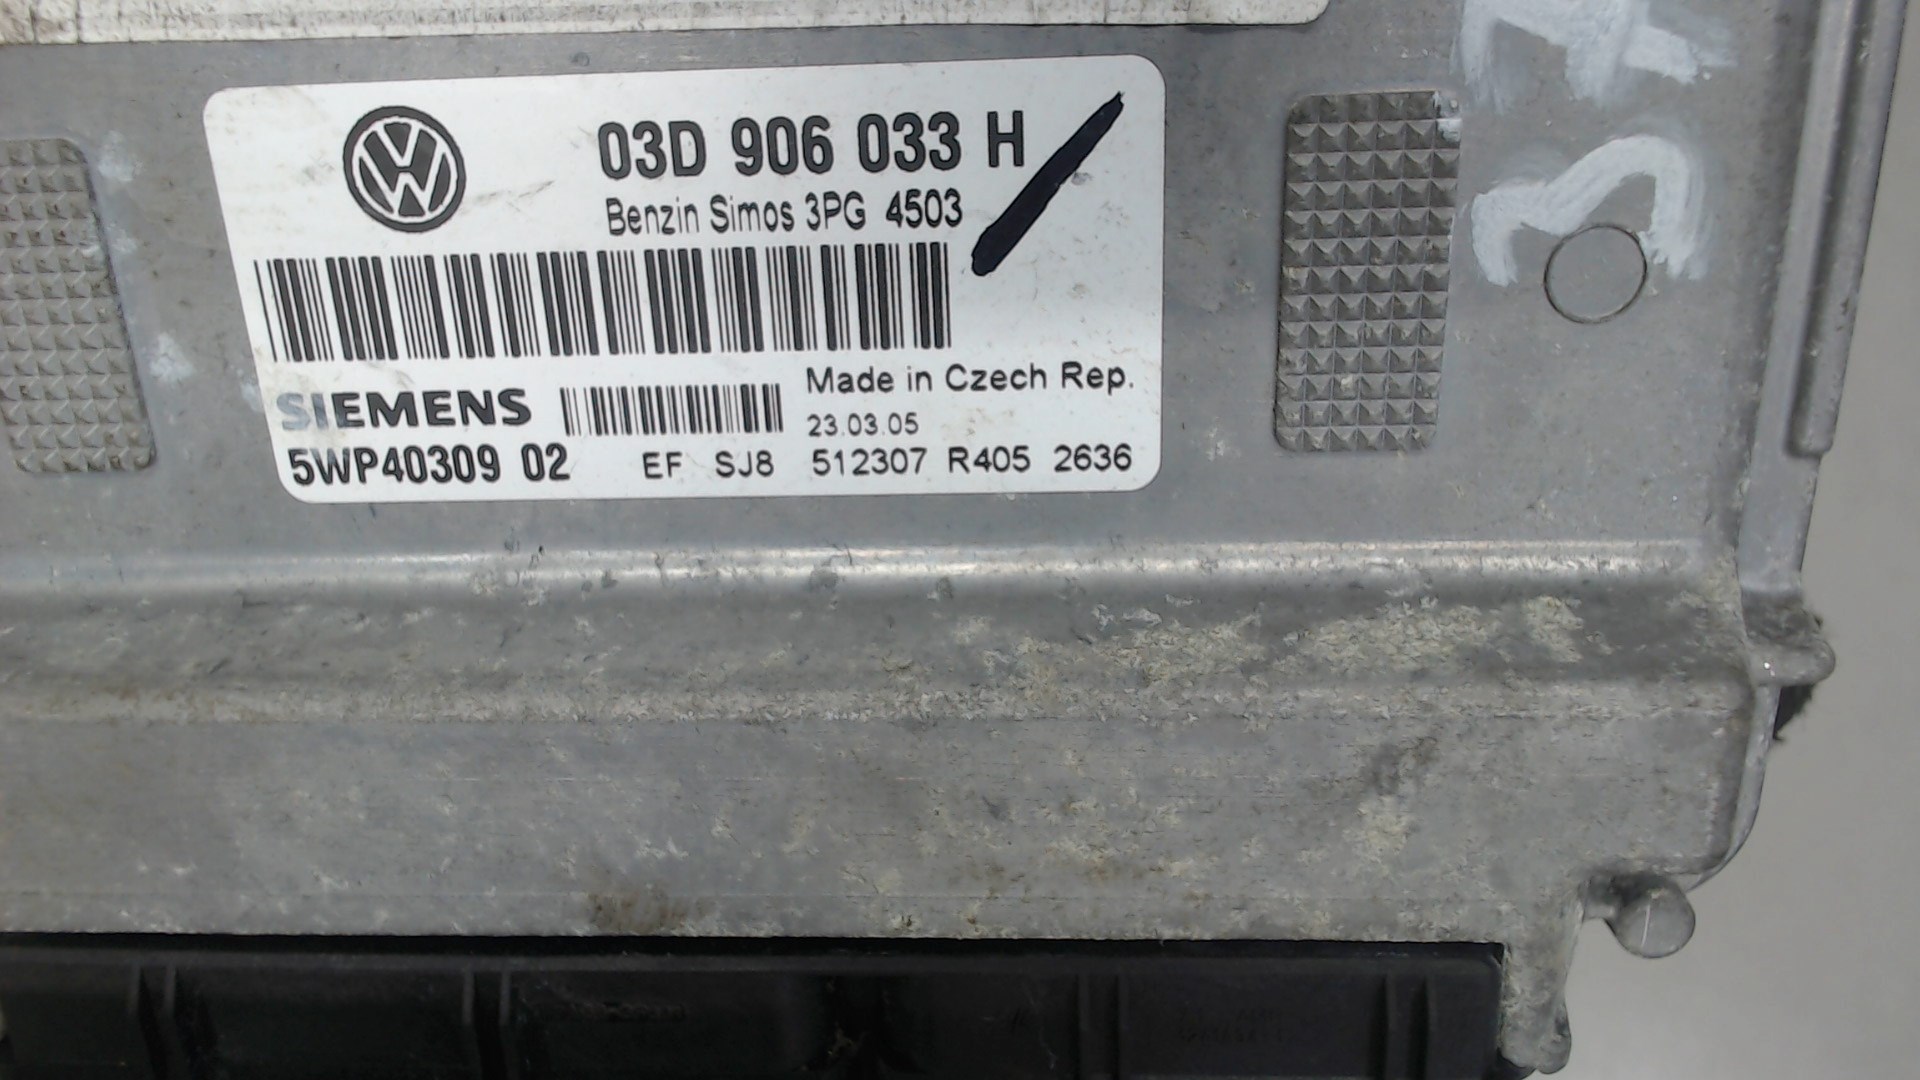 03D 906 033 H
Benzin Simos 3PG 4503
SIEMENS
Made in Czech Rep.
23.03.05
5WP40309 02 EF SJ8 512307 R405 2636